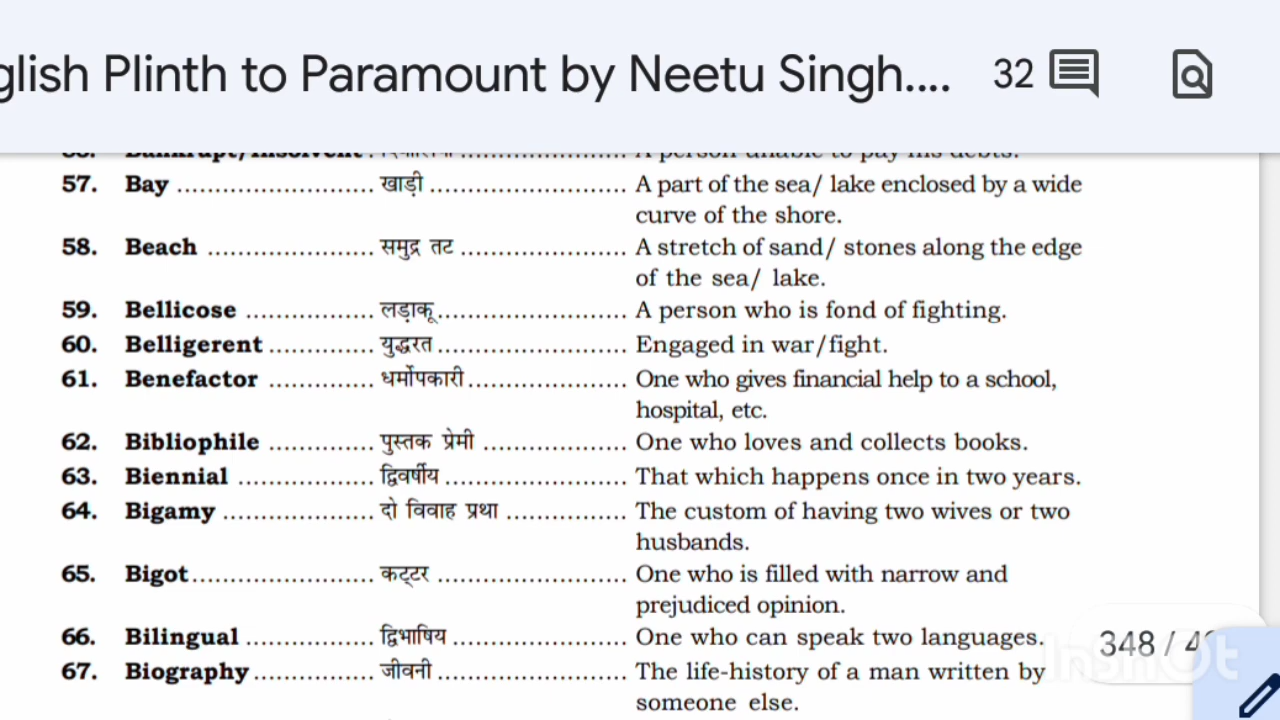 glish Plinth to Paramount by Neetu Singh.... 32
57. Bay ........................ खाड़ी ........................ A part of the sea/ lake enclosed by a wide
curve of the shore.
58. Beach ...................... समुद्र तट ...................... A stretch of sand/ stones along the edge
of the sea/ lake.
59. Bellicose ................. लड़ाकू......................... A person who is fond of fighting.
60. Belligerent .............. युद्धरत ......................... Engaged in war/fight.
61. Benefactor .............. धर्मोपकारी..................... One who gives financial help to a school,
hospital, etc.
62. Bibliophile .............. पुस्तक प्रेमी ................... One who loves and collects books.
63. Biennial .................. द्विवर्षीय ........................ That which happens once in two years.
64. Bigamy .................... दो विवाह प्रथा ................ The custom of having two wives or two
husbands.
65. Bigot........................ कट्टर ......................... One who is filled with narrow and
prejudiced opinion.
66. Bilingual ................. द्विभाषिय ....................... One who can speak two languages.
348 /
67. Biography ................ जीवनी .......................... The life-history of a man written by
someone else.